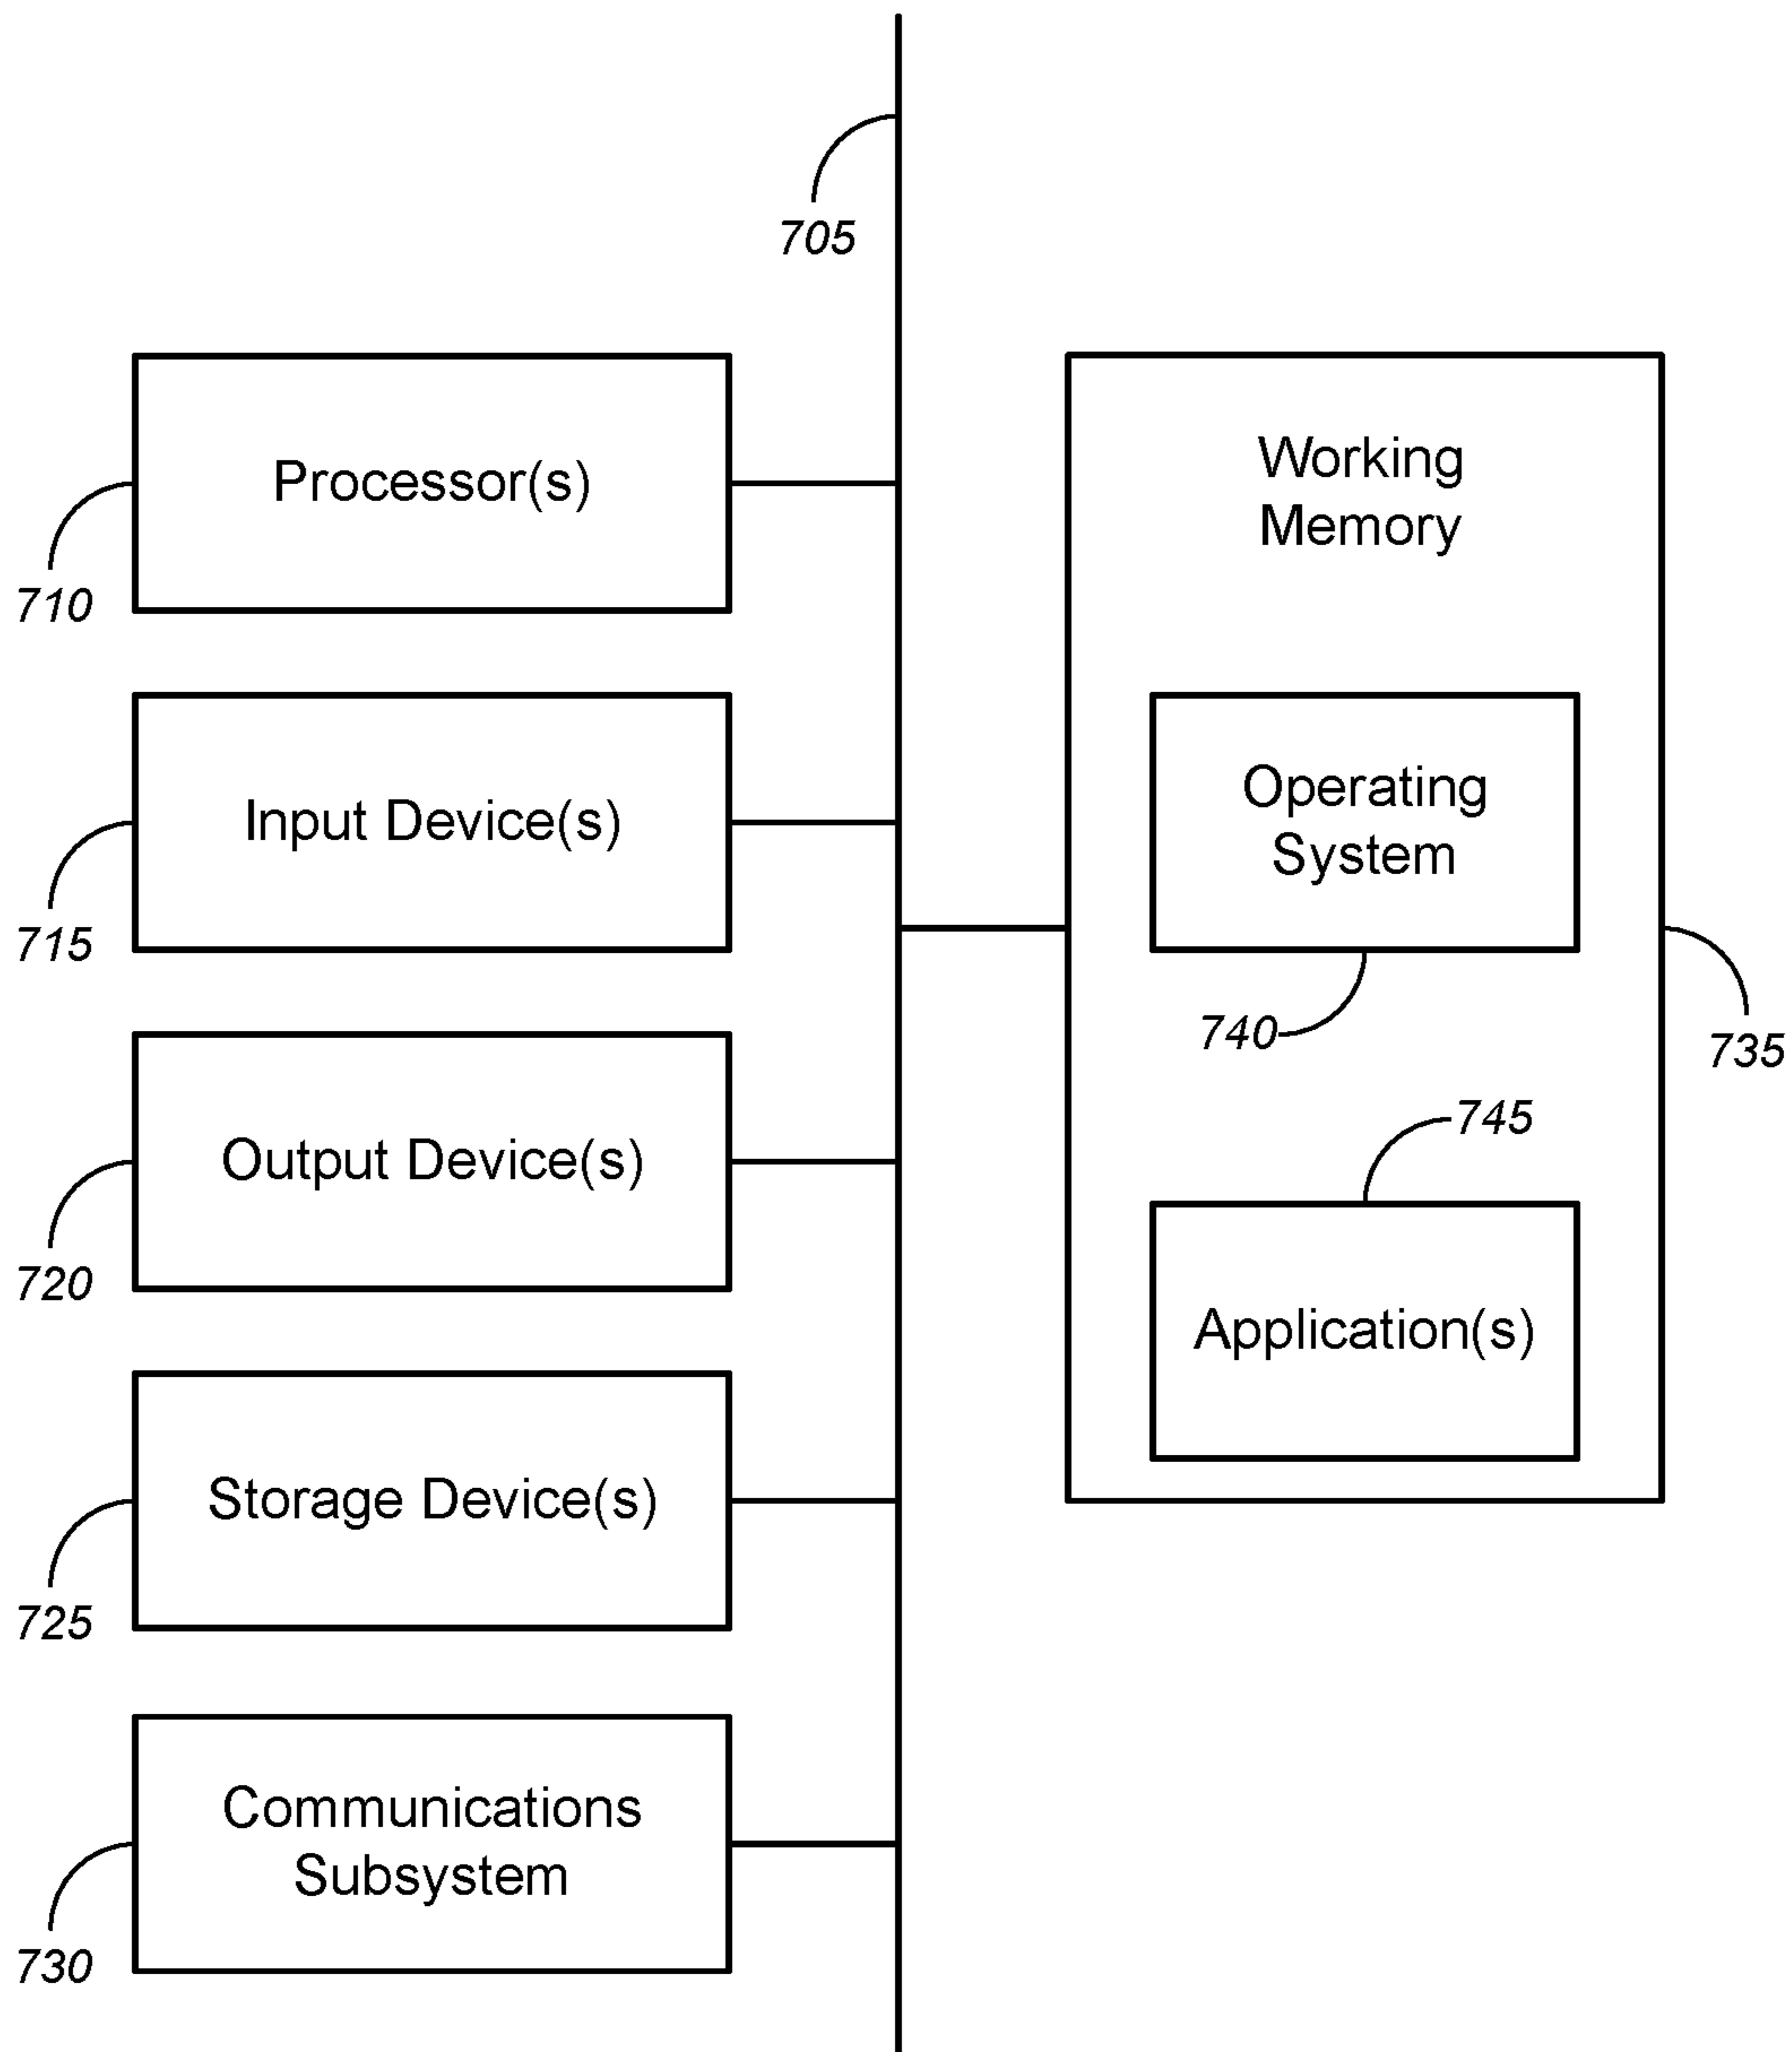 705
Processor(s)
710
Input Device(s)
715
Output Device(s)
720
Storage Device(s)
725
Communications
Subsystem
730
Working
Memory
Operating
System
740
735
745
Application(s)